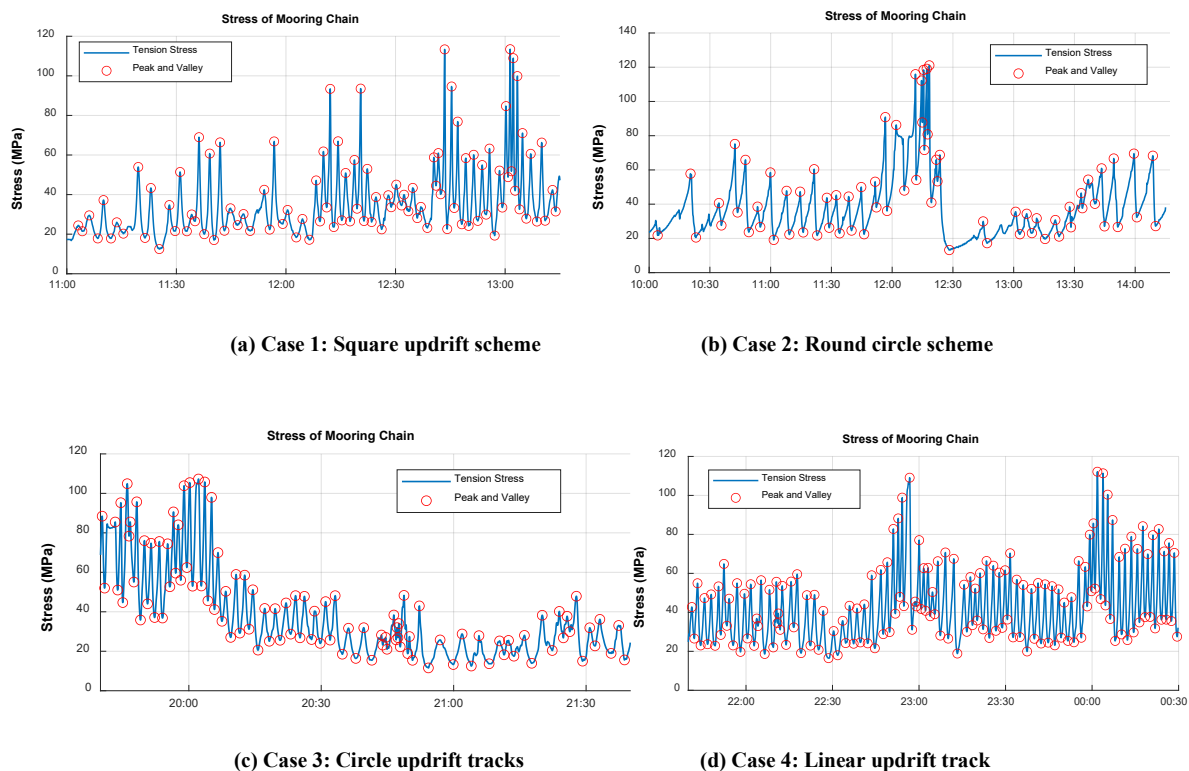 Stress of Mooring Chain
120
100
80
60
40
20
0
Stress (MPa)
Tension Stress
Peak and Valley
11:00
11:30
12:00
12:30
13:00
(a) Case 1: Square updrift scheme
Stress of Mooring Chain
140
120
100
80
60
40
20
0
Stress (MPa)
Tension Stress
Peak and Valley
10:00
10:30
11:00
11:30
12:00
12:30
13:00
13:30
14:00
(b) Case 2: Round circle scheme
Stress of Mooring Chain
120
100
80
60
40
20
0
Stress (MPa)
Tension Stress
Peak and Valley
20:00
20:30
21:00
21:30
(c) Case 3: Circle updrift tracks
Stress of Mooring Chain
120
100
80
60
40
20
0
Stress (MPa)
Tension Stress
Peak and Valley
22:00
22:30
23:00
23:30
00:00
00:30
(d) Case 4: Linear updrift track